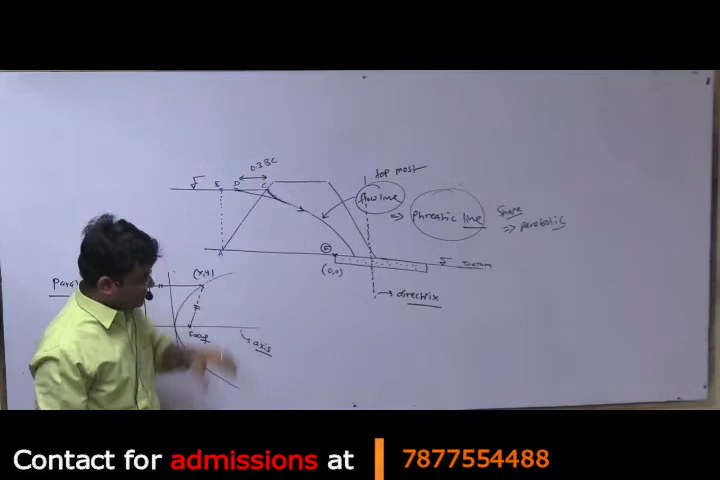 0.3BC
B D C
top most
flow line
⇒ phreatic line
Shape
⇒ parabolic
A
F
(0,0)
→ directrix
(x,y)
Focus
axis
Contact for admissions at
7877554488